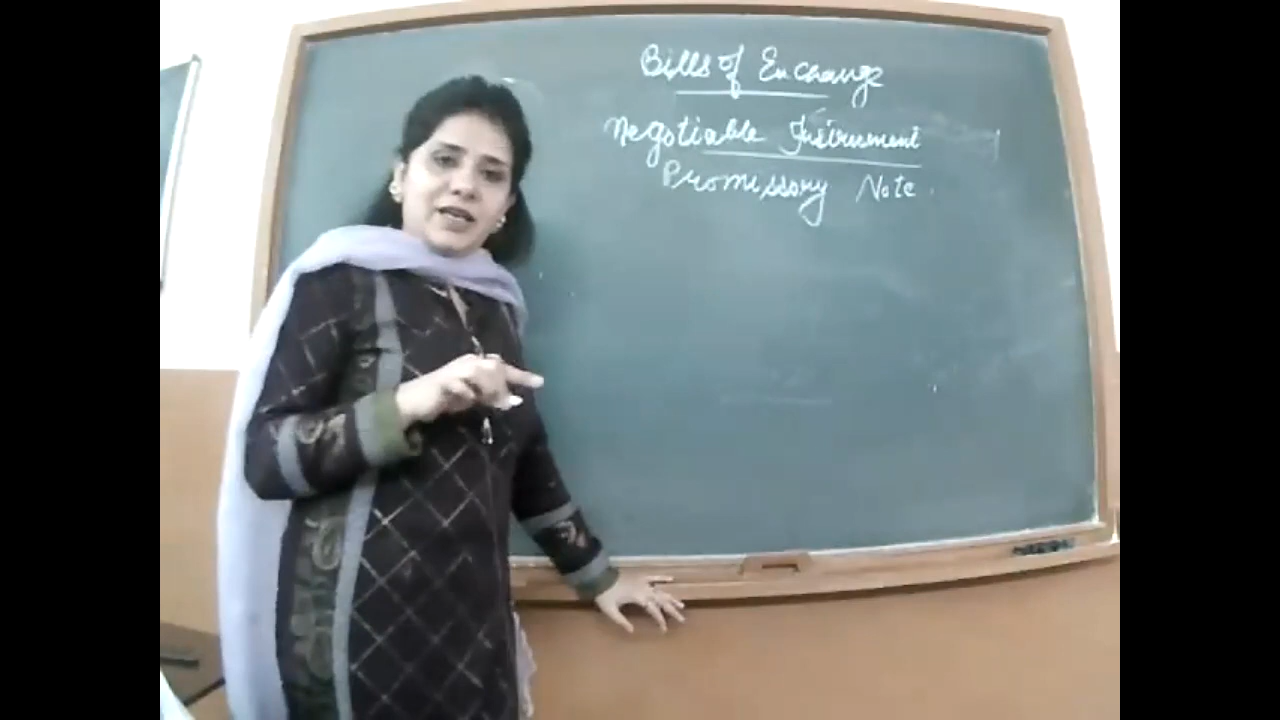 Bills of Exchange
Negotiable Instrument
Promissory Note